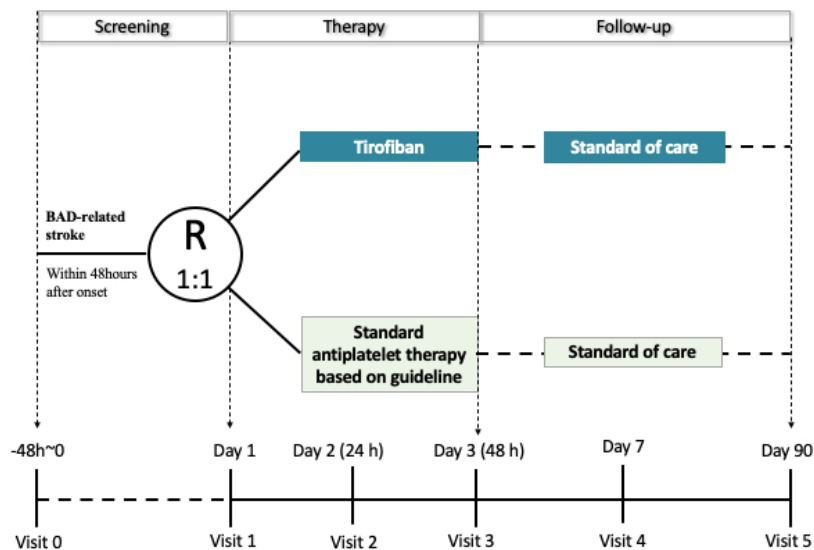 Screening
Therapy
Follow-up
Tirofiban
Standard of care
BAD-related
stroke
Within 48hours
after onset
R
1:1
Standard
antiplatelet therapy
based on guideline
Standard of care
-48h~0
Day 1
Day 2 (24 h)
Day 3 (48 h)
Day 7
Day 90
Visit 0
Visit 1
Visit 2
Visit 3
Visit 4
Visit 5